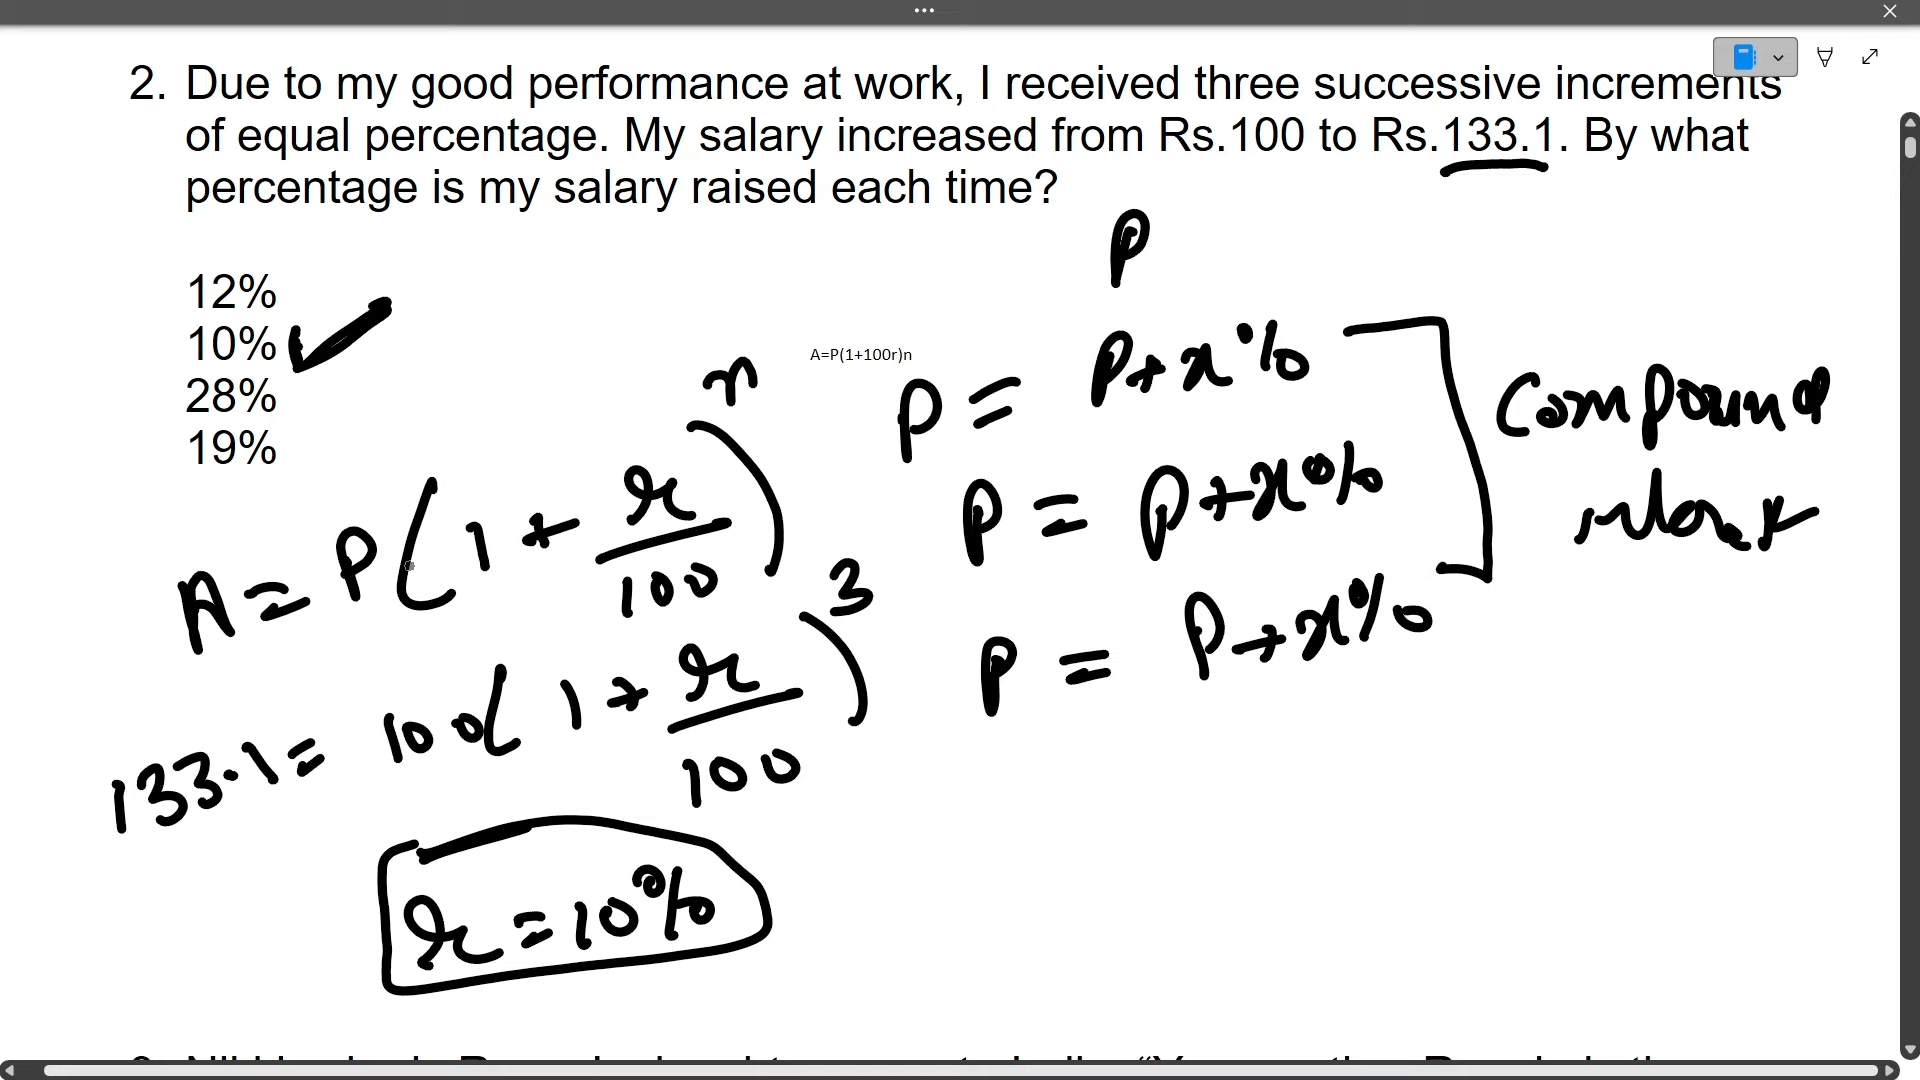 2. Due to my good performance at work, I received three successive increments
of equal percentage. My salary increased from Rs.100 to Rs.133.1. By what
percentage is my salary raised each time?
12%
10%
28%
19%
A=P(1+100r)n
P
P = P+x%
P = P+x%
P = P+x%
Compound
A = P(1 + r/100)^n
133.1 = 100(1 + r/100)^3
r = 10%